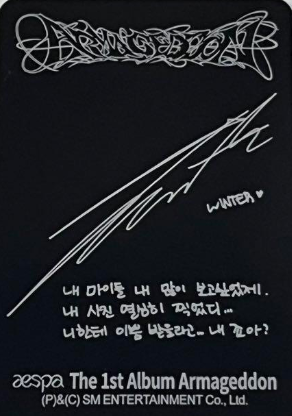 ARMAGEDDON
WINTER ♡
내 마이들 내 많이 보고싶었제.
내 사진 열심히 찍었디...
니한테 이쁨 받을라고.. 내 꼬아?
aespa The 1st Album Armageddon
(P)&(C) SM ENTERTAINMENT Co., Ltd.